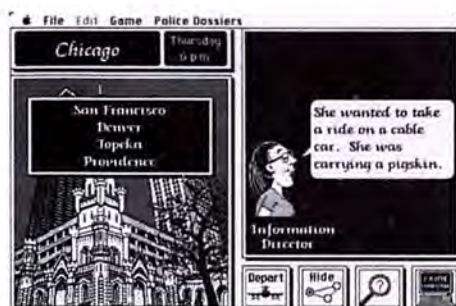 File Edit Game Police Dossiers
Chicago
Thursday
6 p.m.
San Francisco
Denver
Topeka
Providence
She wanted to take
a ride on a cable
car. She was
carrying a pigskin.
Information
Director
Depart
Hide
?